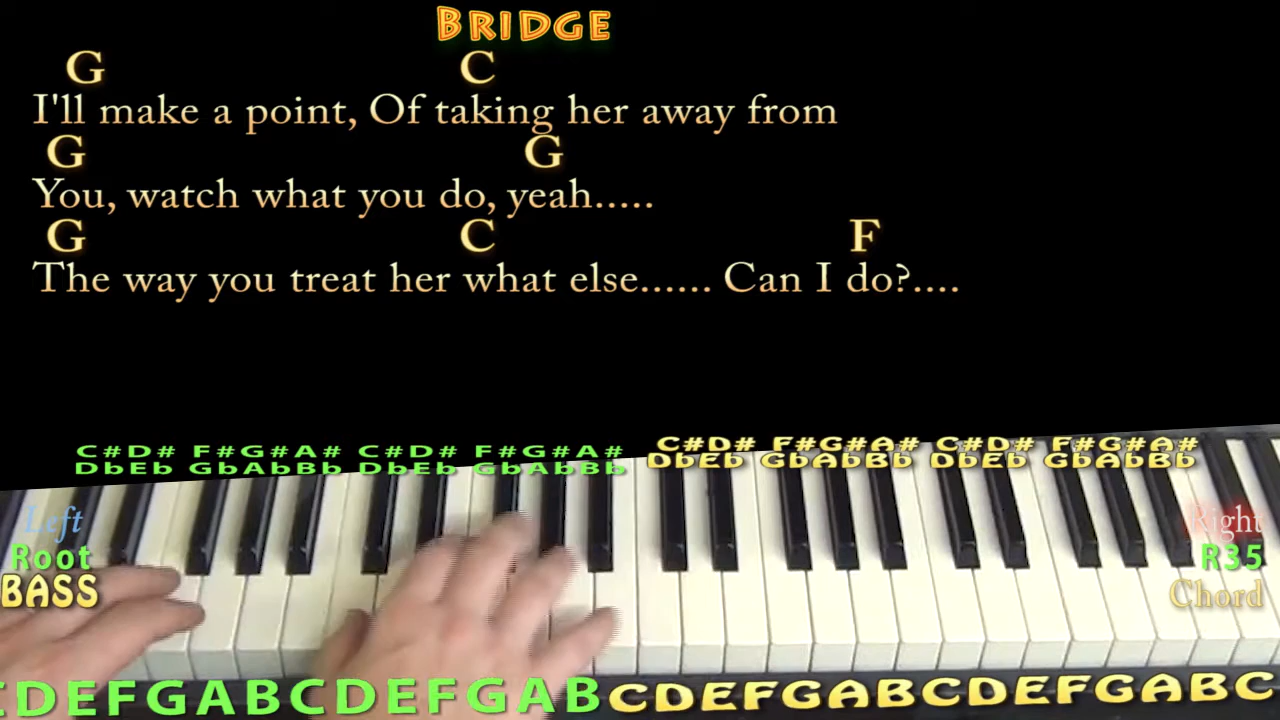 BRIDGE
G C
I'll make a point, Of taking her away from
G G
You, watch what you do, yeah.....
G C F
The way you treat her what else...... Can I do?....
C#D# F#G#A# C#D# F#G#A# C#D# F#G#A# C#D# F#G#A#
DbEb GbAbBb DbEb GbAbBb DbEb GbAbBb DbEb GbAbBb
Left
Root
BASS
Right
R35
Chord
CDEFGABCDEFGABCDEFGABCDEFGABC